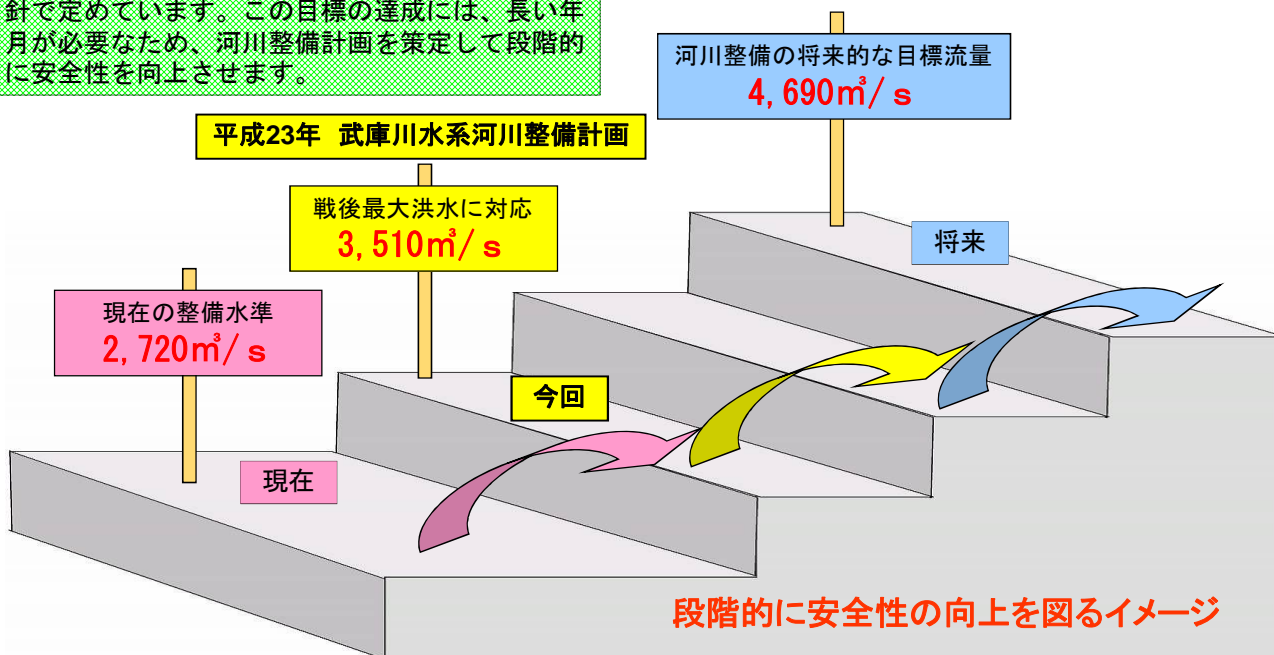 針で定めています。この目標の達成には、長い年
月が必要なため、河川整備計画を策定して段階的
に安全性を向上させます。
河川整備の将来的な目標流量
4,690㎥/s
平成23年 武庫川水系河川整備計画
戦後最大洪水に対応
3,510㎥/s
将来
現在の整備水準
2,720㎥/s
今回
現在
段階的に安全性の向上を図るイメージ